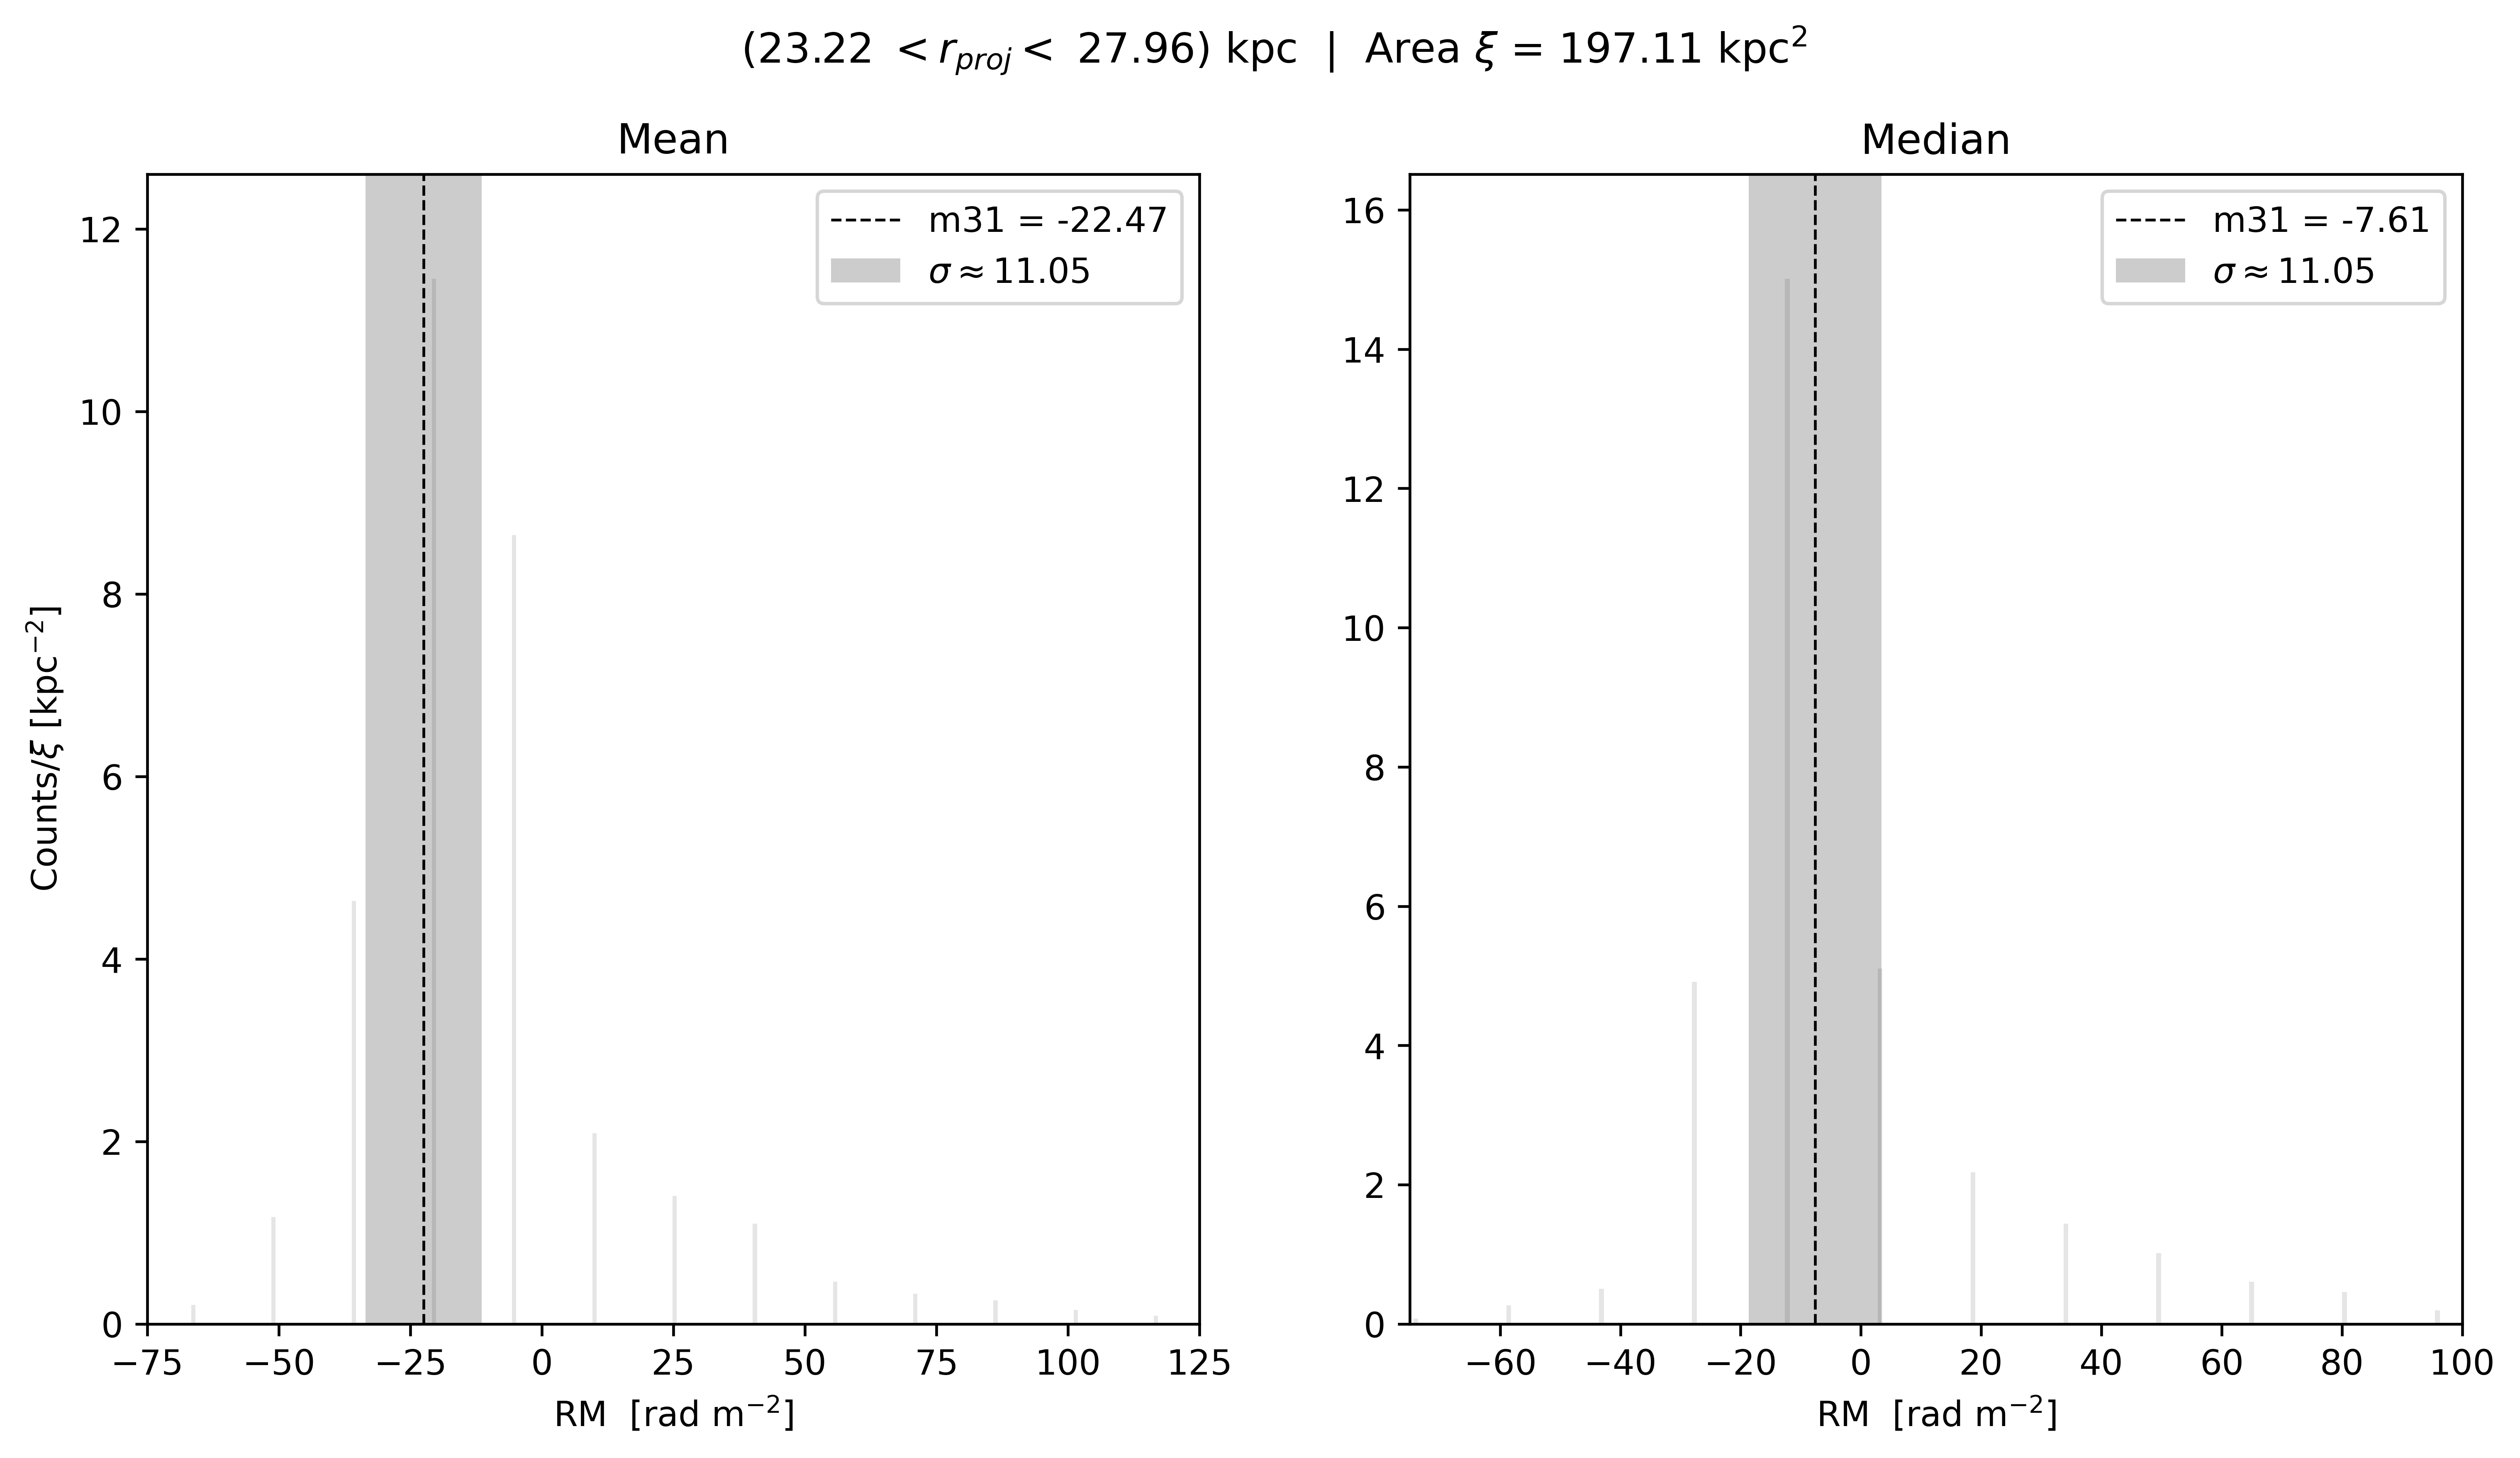 (23.22 < r_proj < 27.96) kpc | Area ξ = 197.11 kpc²
Mean
m31 = -22.47
σ ≈ 11.05
12
10
8
6
4
2
0
Counts/ξ [kpc⁻²]
−75 −50 −25 0 25 50 75 100 125
RM [rad m⁻²]
Median
m31 = -7.61
σ ≈ 11.05
16
14
12
10
8
6
4
2
0
−60 −40 −20 0 20 40 60 80 100
RM [rad m⁻²]